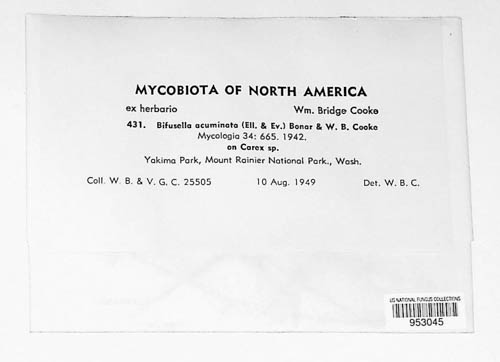 MYCOBIOTA OF NORTH AMERICA
ex herbario Wm. Bridge Cooke
431. Bifusella acuminata (Ell. & Ev.) Bonar & W. B. Cooke
Mycologia 34: 665. 1942.
on Carex sp.
Yakima Park, Mount Rainier National Park., Wash.
Coll. W. B. & V. G. C. 25505 10 Aug. 1949 Det. W. B. C.
US NATIONAL FUNGUS COLLECTIONS
953045